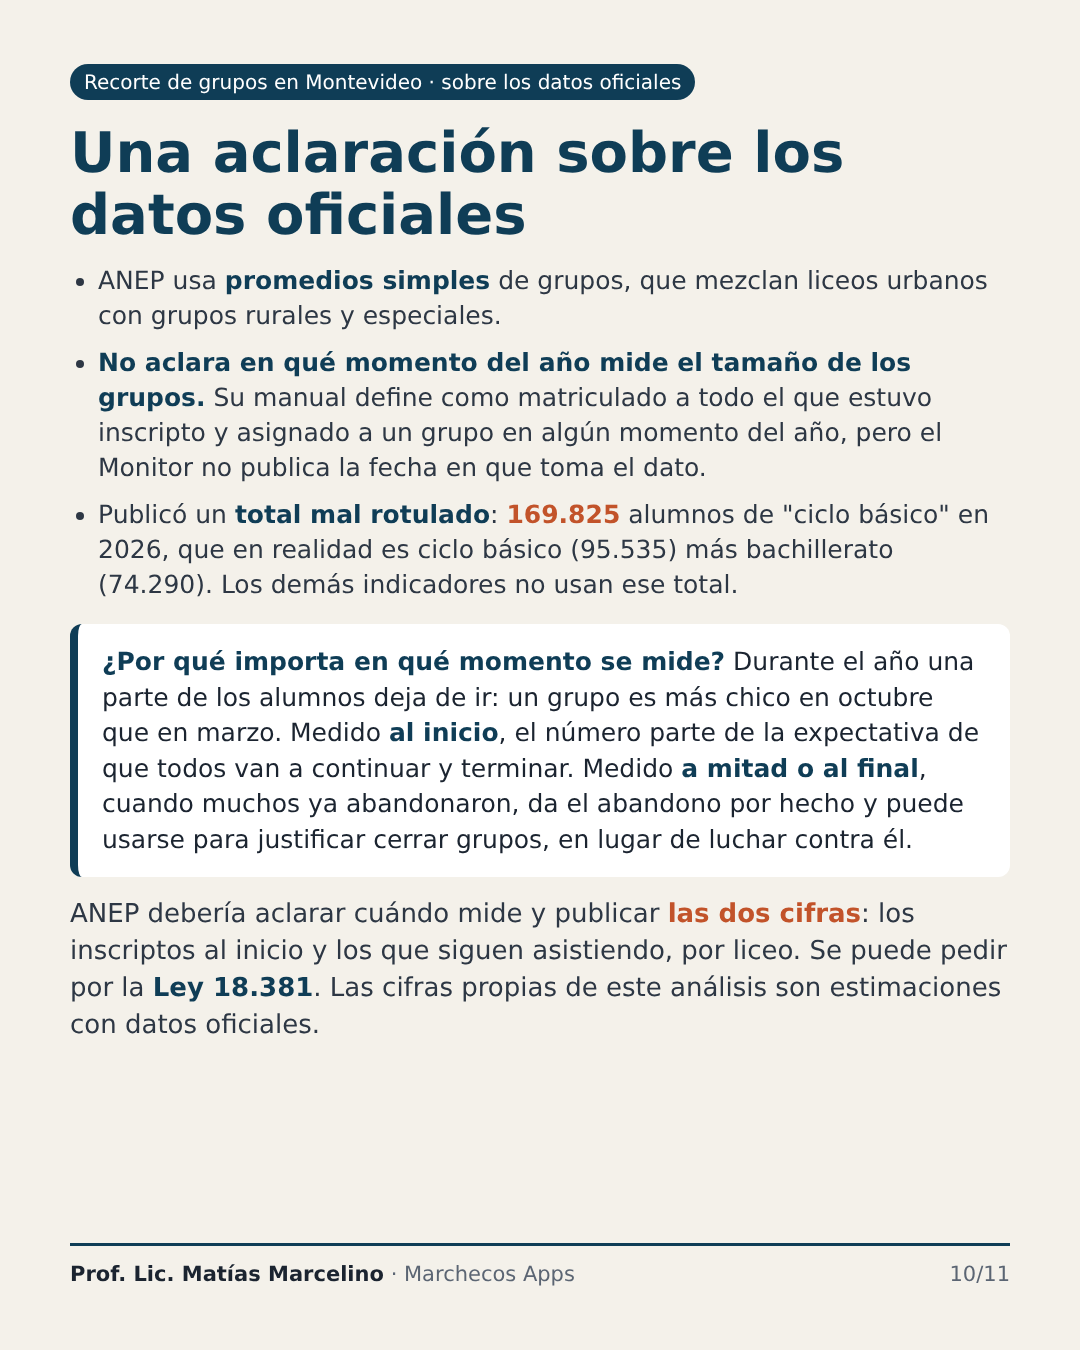 Recorte de grupos en Montevideo · sobre los datos oficiales
Una aclaración sobre los
datos oficiales
• ANEP usa promedios simples de grupos, que mezclan liceos urbanos
con grupos rurales y especiales.
• No aclara en qué momento del año mide el tamaño de los
grupos. Su manual define como matriculado a todo el que estuvo
inscripto y asignado a un grupo en algún momento del año, pero el
Monitor no publica la fecha en que toma el dato.
• Publicó un total mal rotulado: 169.825 alumnos de "ciclo básico" en
2026, que en realidad es ciclo básico (95.535) más bachillerato
(74.290). Los demás indicadores no usan ese total.
¿Por qué importa en qué momento se mide? Durante el año una
parte de los alumnos deja de ir: un grupo es más chico en octubre
que en marzo. Medido al inicio, el número parte de la expectativa de
que todos van a continuar y terminar. Medido a mitad o al final,
cuando muchos ya abandonaron, da el abandono por hecho y puede
usarse para justificar cerrar grupos, en lugar de luchar contra él.
ANEP debería aclarar cuándo mide y publicar las dos cifras: los
inscriptos al inicio y los que siguen asistiendo, por liceo. Se puede pedir
por la Ley 18.381. Las cifras propias de este análisis son estimaciones
con datos oficiales.
Prof. Lic. Matías Marcelino · Marchecos Apps
10/11